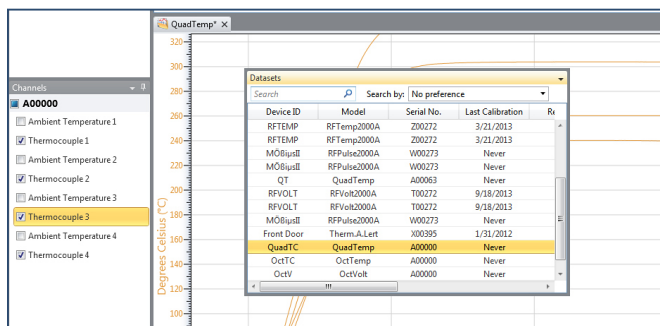 QuadTemp*
Channels
A00000
Ambient Temperature 1
Thermocouple 1
Ambient Temperature 2
Thermocouple 2
Ambient Temperature 3
Thermocouple 3
Ambient Temperature 4
Thermocouple 4
Degrees Celsius (°C)
320
300
280
260
240
220
200
180
160
140
120
100
Datasets
Search Search by: No preference
Device ID Model Serial No. Last Calibration Re
RFTEMP RFTemp2000A Z00272 3/21/2013
RFTEMP RFTemp2000A Z00272 3/21/2013
MÖBiµsII RFPulse2000A W00273 Never
MÖBiµsII RFPulse2000A W00273 Never
QT QuadTemp A00063 Never
RFVOLT RFVolt2000A T00272 9/18/2013
RFVOLT RFVolt2000A T00272 9/18/2013
MÖBiµsII RFPulse2000A W00273 Never
Front Door Therm.A.Lert X00395 1/31/2012
QuadTC QuadTemp A00000 Never
OctTC OctTemp A00000 Never
OctV OctVolt A00000 Never